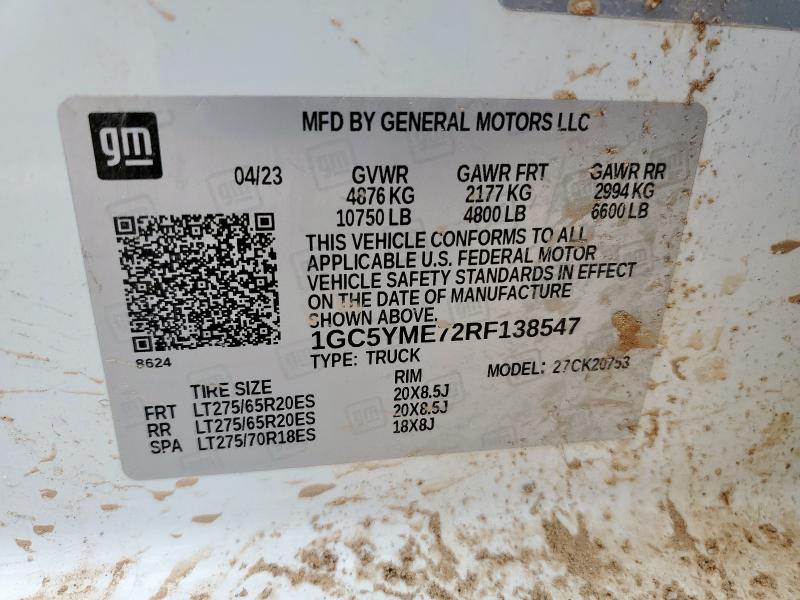 gm
MFD BY GENERAL MOTORS LLC
04/23 GVWR GAWR FRT GAWR RR
4876 KG 2177 KG 2994 KG
10750 LB 4800 LB 6600 LB
THIS VEHICLE CONFORMS TO ALL
APPLICABLE U.S. FEDERAL MOTOR
VEHICLE SAFETY STANDARDS IN EFFECT
ON THE DATE OF MANUFACTURE
SHOWN ABOVE.
1GC5YME72RF138547
8624
TYPE: TRUCK MODEL: 27CK20753
TIRE SIZE RIM
FRT LT275/65R20ES 20X8.5J
RR LT275/65R20ES 20X8.5J
SPA LT275/70R18ES 18X8J